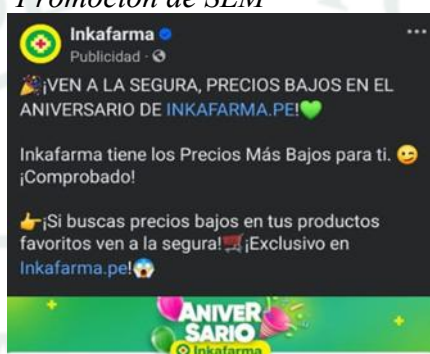 Promoción de SEM
Inkafarma
Publicidad ·
¡VEN A LA SEGURA, PRECIOS BAJOS EN EL
ANIVERSARIO DE INKAFARMA.PE!
Inkafarma tiene los Precios Más Bajos para ti.
¡Comprobado!
¡Si buscas precios bajos en tus productos
favoritos ven a la segura! ¡Exclusivo en
Inkafarma.pe!
ANIVER
SARIO
Inkafarma